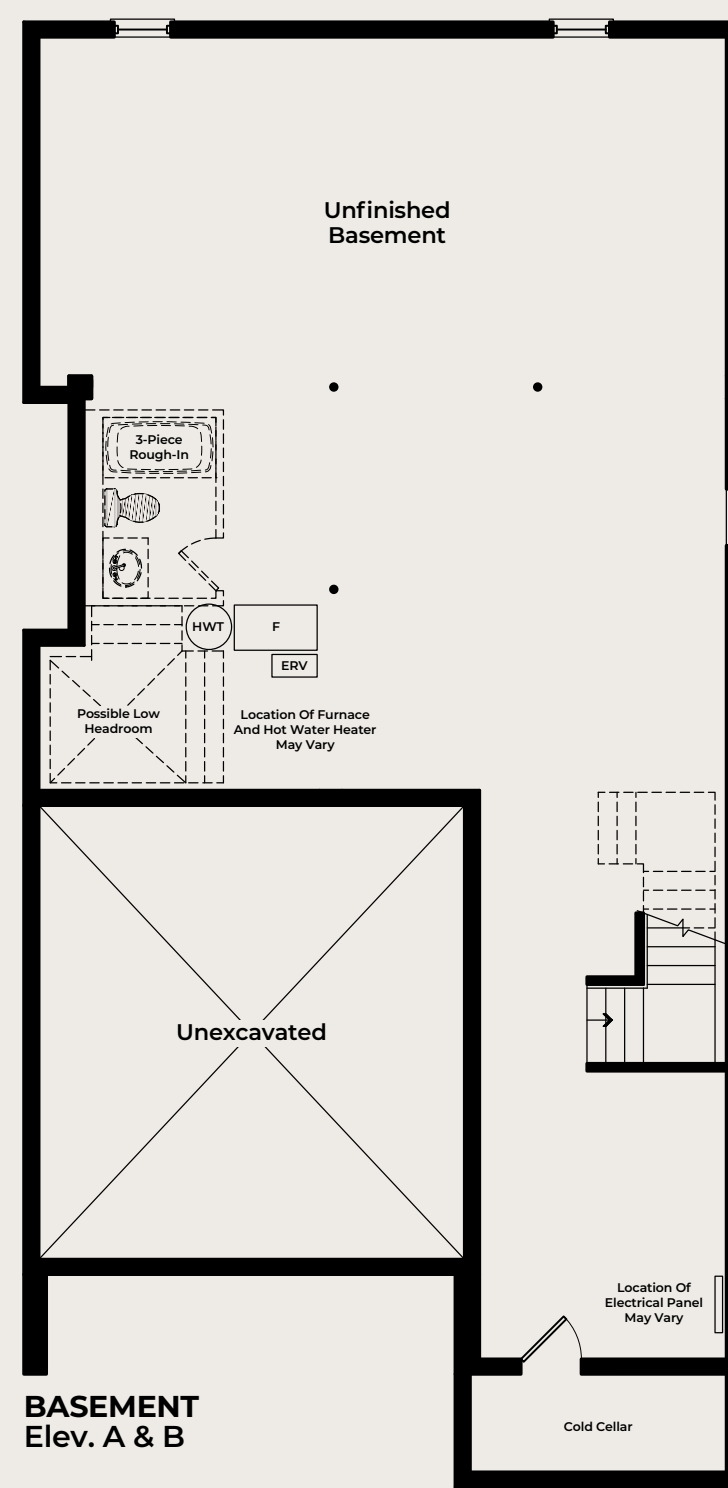 Unfinished
Basement
3-Piece
Rough-In
HWT
F
ERV
Possible Low
Headroom
Location Of Furnace
And Hot Water Heater
May Vary
Unexcavated
Location Of
Electrical Panel
May Vary
BASEMENT
Elev. A & B
Cold Cellar